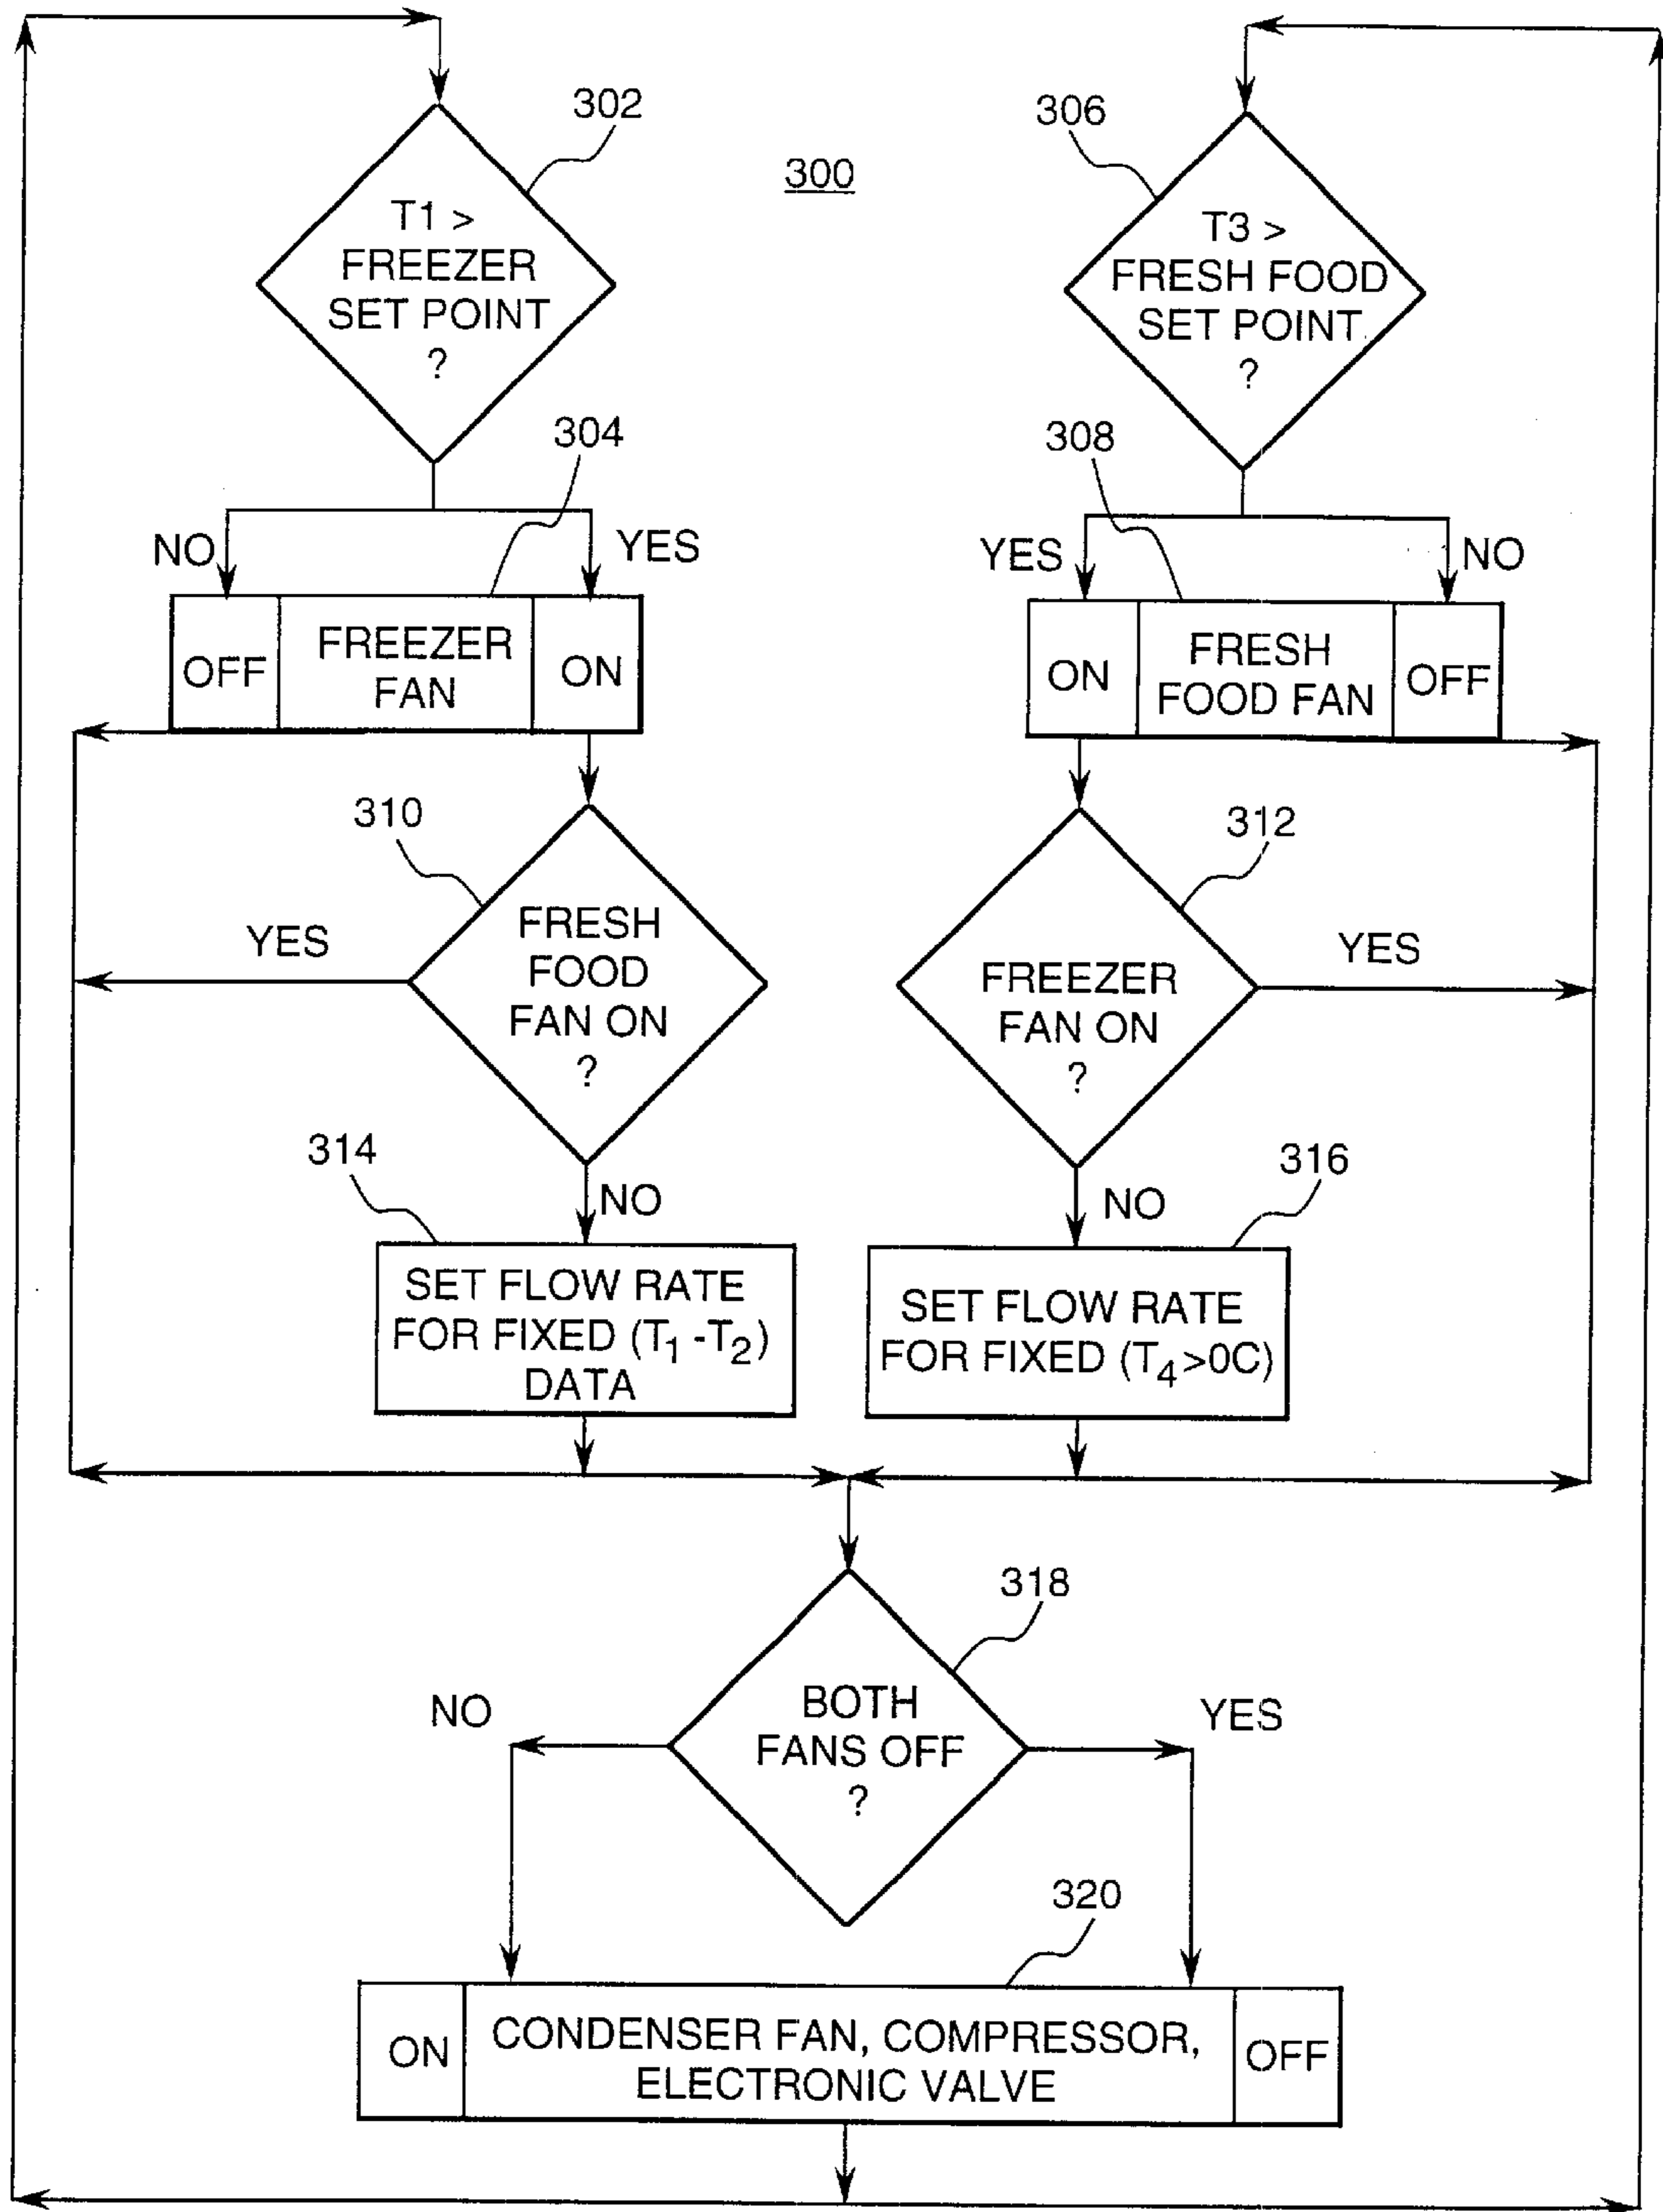 302
306
300
T1 >
FREEZER
SET POINT
?
T3 >
FRESH FOOD
SET POINT
?
304
308
NO
YES
YES
NO
OFF
FREEZER
FAN
ON
ON
FRESH
FOOD FAN
OFF
310
312
YES
FRESH
FOOD
FAN ON
?
FREEZER
FAN ON
?
YES
314
316
NO
NO
SET FLOW RATE
FOR FIXED (T1 -T2)
DATA
SET FLOW RATE
FOR FIXED (T4>0C)
318
NO
BOTH
FANS OFF
?
YES
320
ON
CONDENSER FAN, COMPRESSOR,
ELECTRONIC VALVE
OFF